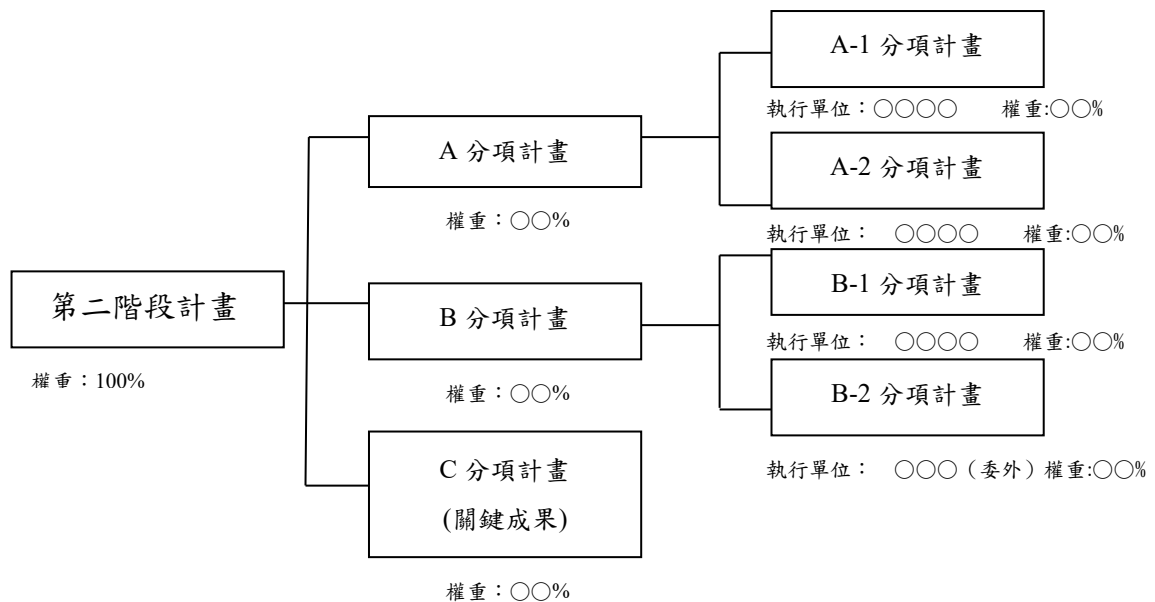 A-1 分項計畫
執行單位：○○○○ 權重:○○%
A 分項計畫
權重：○○%
A-2 分項計畫
執行單位： ○○○○ 權重:○○%
第二階段計畫
權重：100%
B 分項計畫
權重：○○%
B-1 分項計畫
執行單位： ○○○○ 權重:○○%
B-2 分項計畫
執行單位： ○○○（委外）權重:○○%
C 分項計畫
(關鍵成果)
權重：○○%